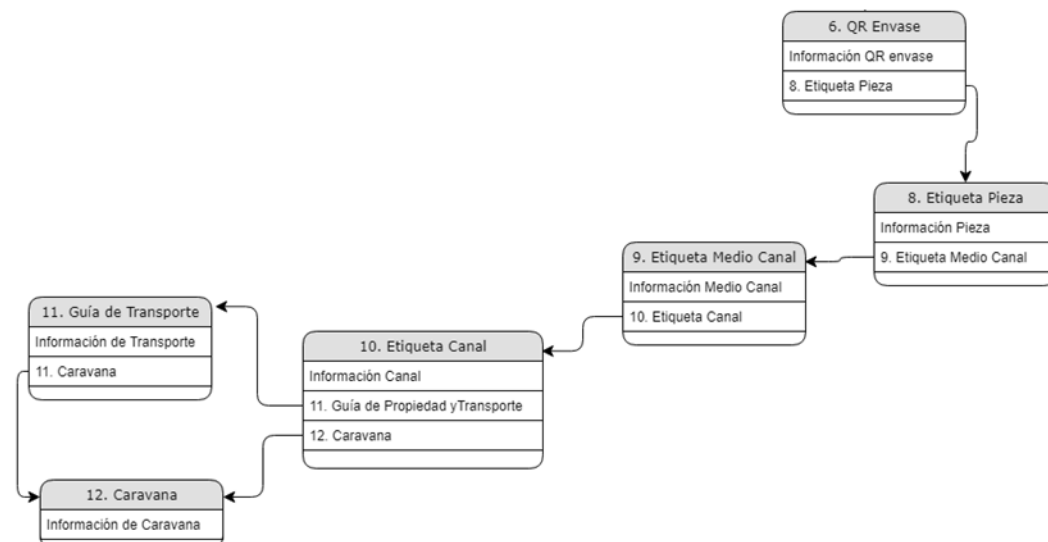 6. QR Envase
Información QR envase
8. Etiqueta Pieza
8. Etiqueta Pieza
Información Pieza
9. Etiqueta Medio Canal
9. Etiqueta Medio Canal
Información Medio Canal
10. Etiqueta Canal
10. Etiqueta Canal
Información Canal
11. Guía de Propiedad yTransporte
12. Caravana
11. Guía de Transporte
Información de Transporte
11. Caravana
12. Caravana
Información de Caravana